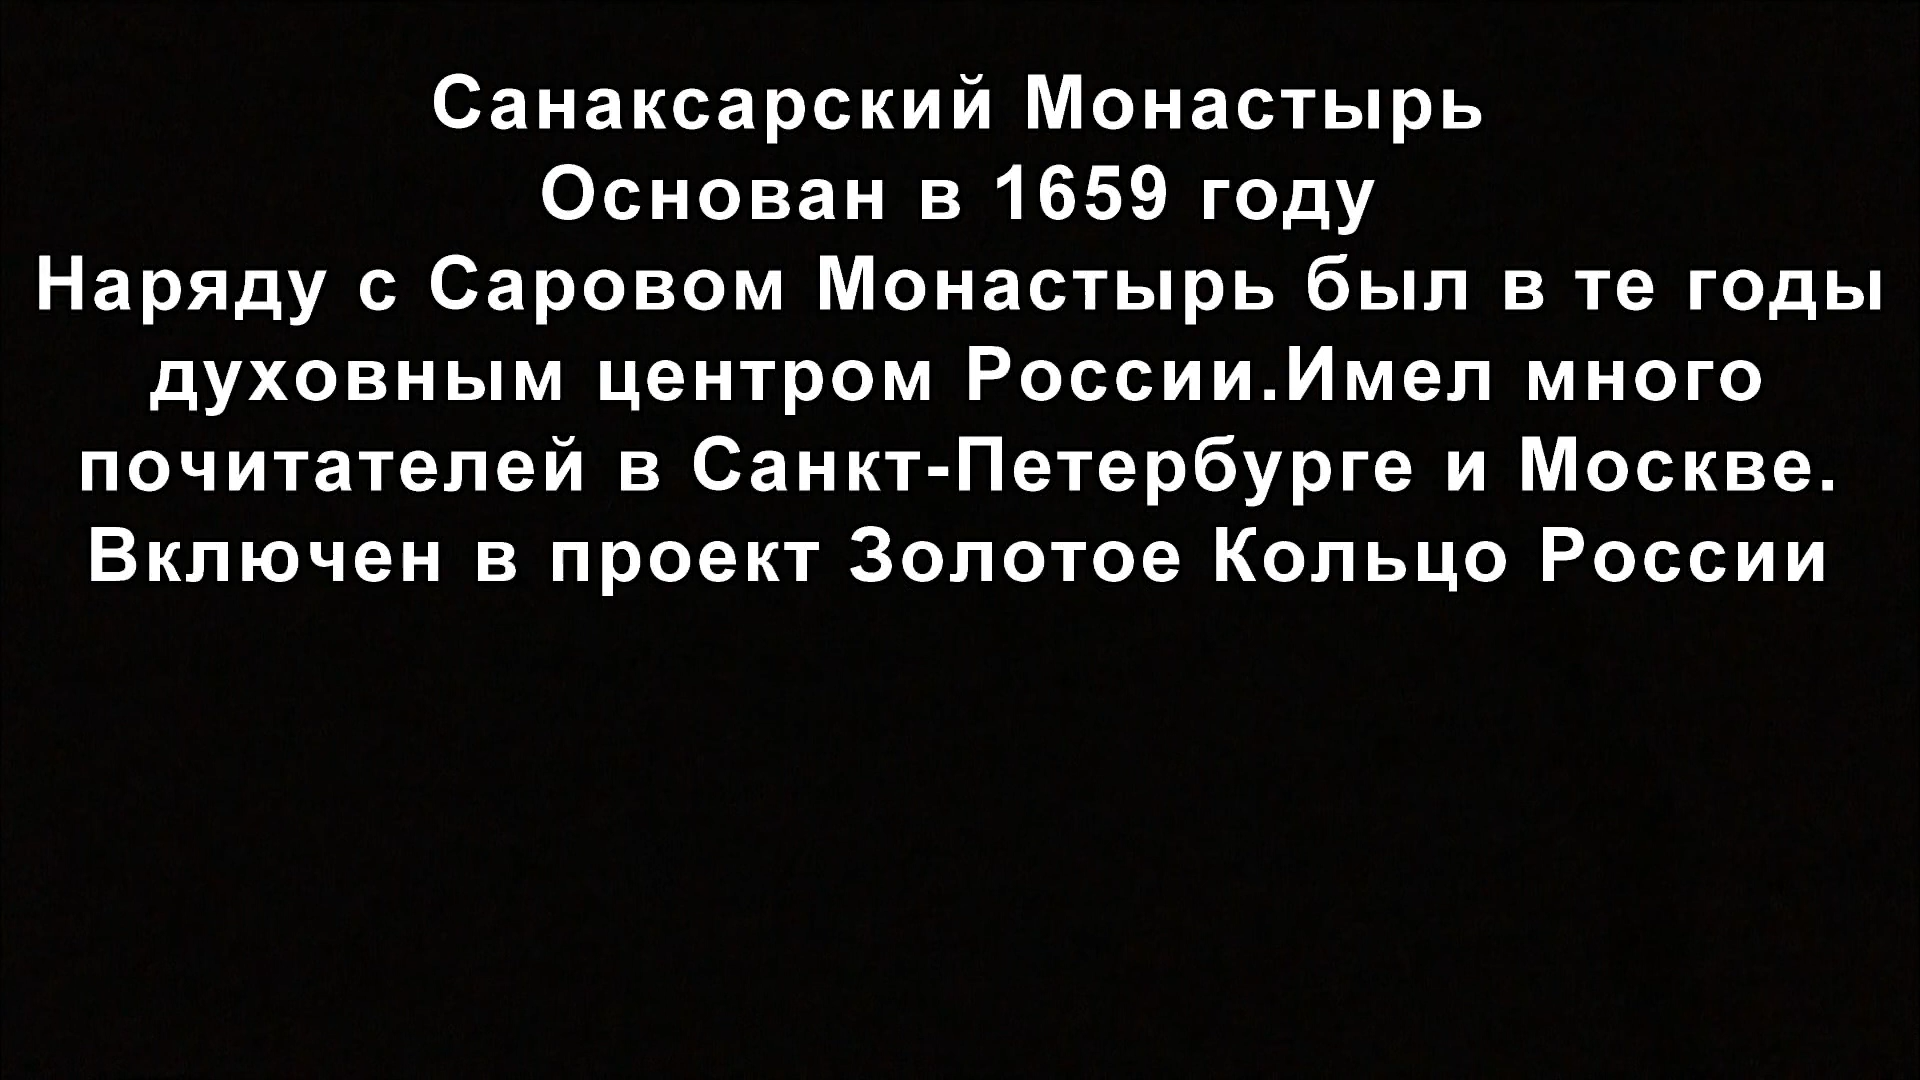 Санаксарский Монастырь
Основан в 1659 году
Наряду с Саровом Монастырь был в те годы
духовным центром России.Имел много
почитателей в Санкт-Петербурге и Москве.
Включен в проект Золотое Кольцо России